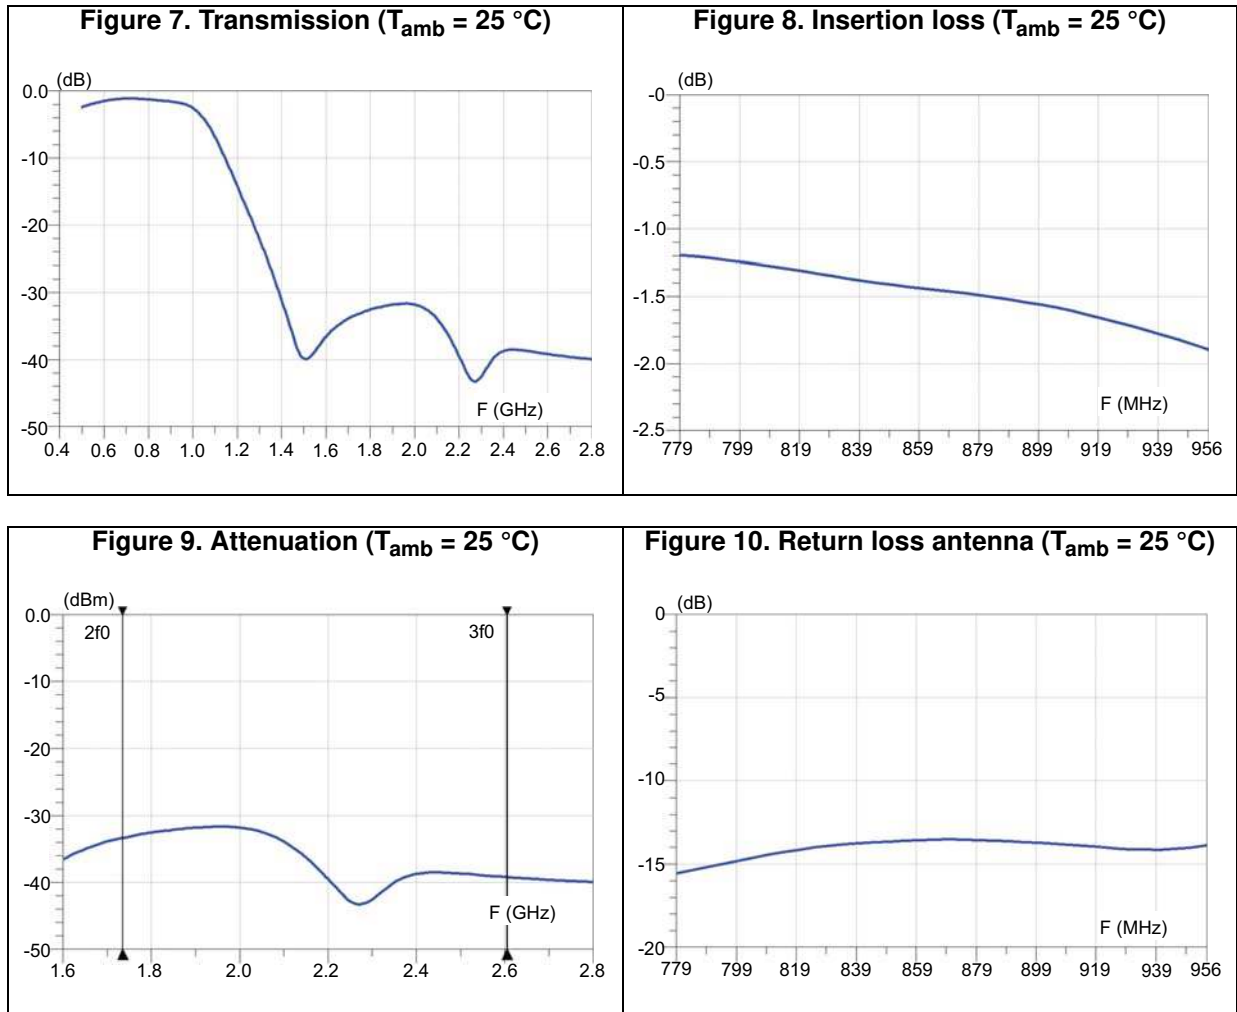 Figure 7. Transmission (Tamb = 25 °C)
(dB)
0.0
-10
-20
-30
-40
-50
F (GHz)
0.4 0.6 0.8 1.0 1.2 1.4 1.6 1.8 2.0 2.2 2.4 2.6 2.8
Figure 8. Insertion loss (Tamb = 25 °C)
(dB)
-0
-0.5
-1.0
-1.5
-2.0
-2.5
F (MHz)
779 799 819 839 859 879 899 919 939 956
Figure 9. Attenuation (Tamb = 25 °C)
(dBm)
0.0
2f0 3f0
-10
-20
-30
-40
-50
F (GHz)
1.6 1.8 2.0 2.2 2.4 2.6 2.8
Figure 10. Return loss antenna (Tamb = 25 °C)
(dB)
0
-5
-10
-15
-20
F (MHz)
779 799 819 839 859 879 899 919 939 956